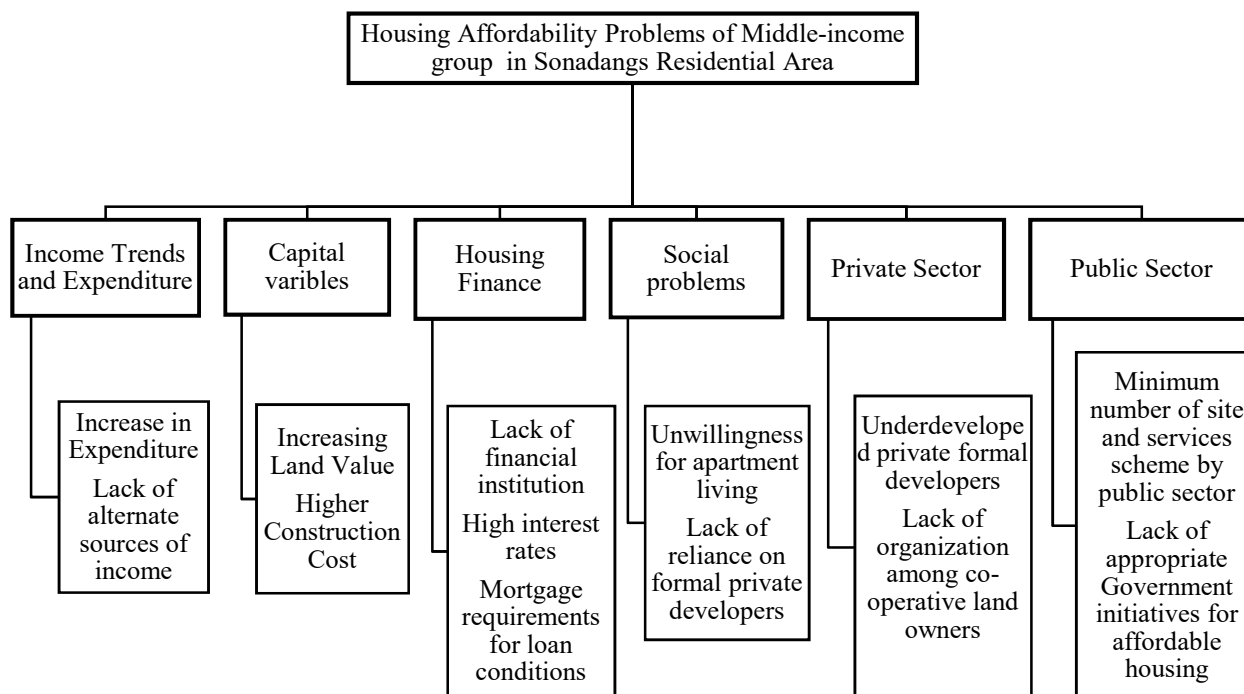 Housing Affordability Problems of Middle-income
group in Sonadangs Residential Area
Income Trends
and Expenditure
Capital
varibles
Housing
Finance
Social
problems
Private Sector
Public Sector
Increase in
Expenditure
Lack of
alternate
sources of
income
Increasing
Land Value
Higher
Construction
Cost
Lack of
financial
institution
High interest
rates
Mortgage
requirements
for loan
conditions
Unwillingness
for apartment
living
Lack of
reliance on
formal private
developers
Underdevelope
d private formal
developers
Lack of
organization
among co-
operative land
owners
Minimum
number of site
and services
scheme by
public sector
Lack of
appropriate
Government
initiatives for
affordable
housing